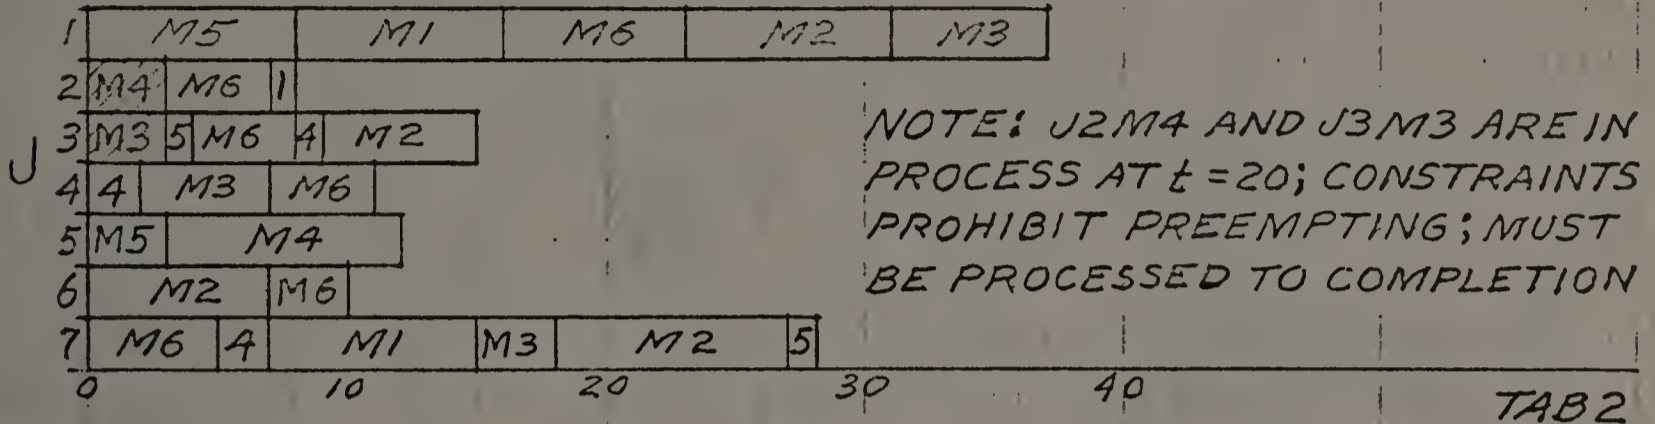 1 M5 M1 M6 M2 M3
2 M4 M6 1
3 M3 5 M6 4 M2
J
4 4 M3 M6
5 M5 M4
6 M2 M6
7 M6 4 M1 M3 M2 5
NOTE: J2M4 AND J3M3 ARE IN
PROCESS AT t=20; CONSTRAINTS
PROHIBIT PREEMPTING; MUST
BE PROCESSED TO COMPLETION
0 10 20 30 40
TAB2